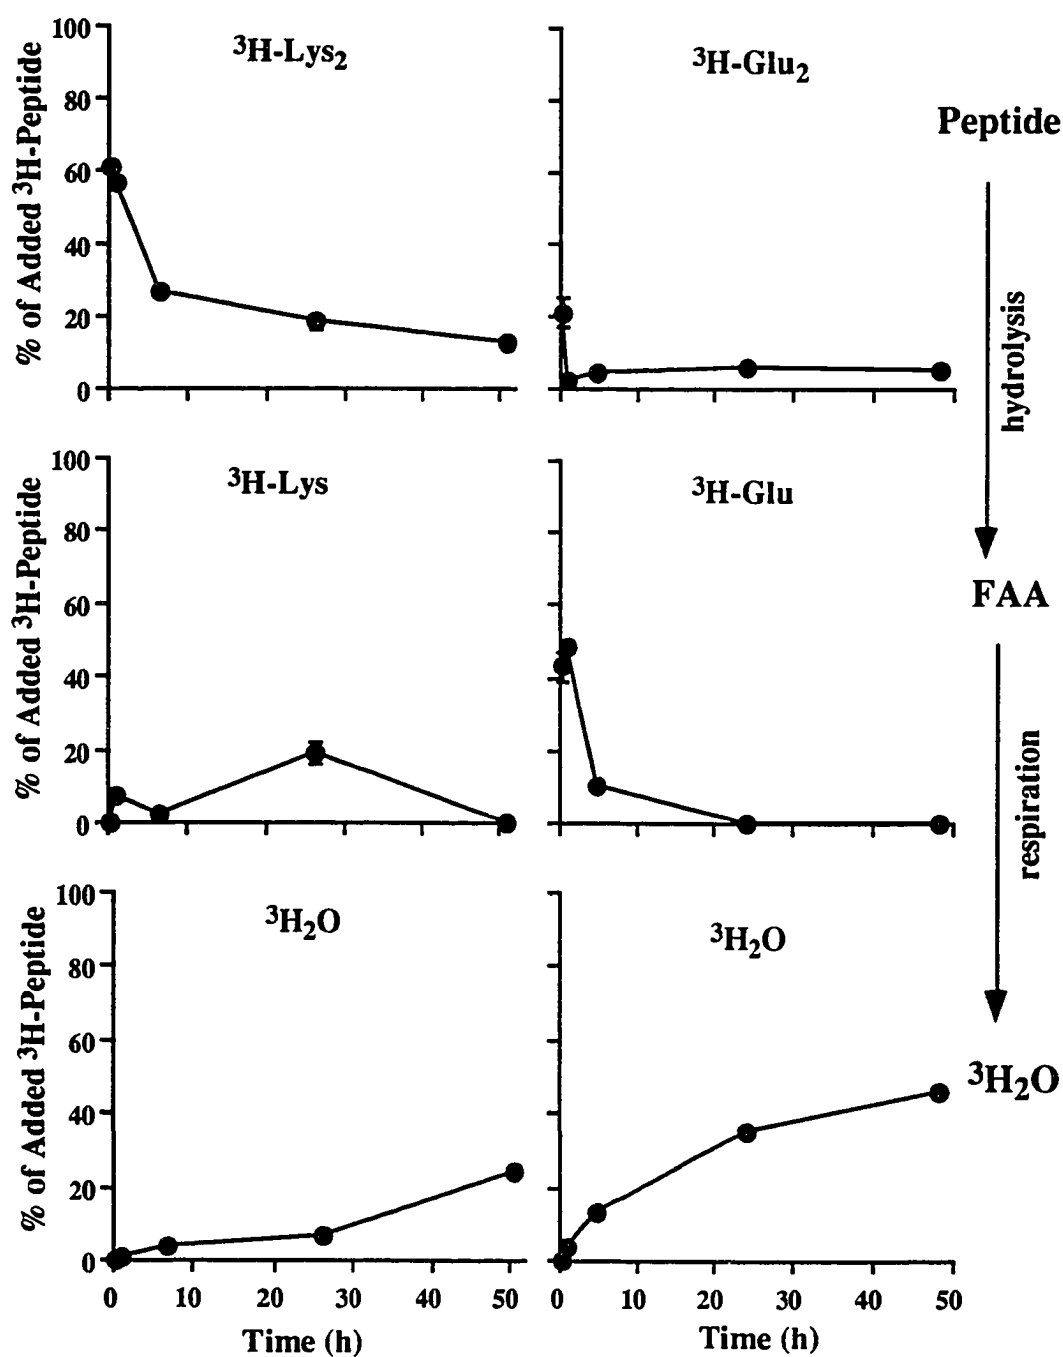 ³H-Lys₂
³H-Glu₂
Peptide
% of Added ³H-Peptide
100
80
60
40
20
0
hydrolysis
³H-Lys
³H-Glu
% of Added ³H-Peptide
100
80
60
40
20
0
FAA
respiration
³H₂O
³H₂O
% of Added ³H-Peptide
100
80
60
40
20
0
³H₂O
0 10 20 30 40 50
0 10 20 30 40 50
Time (h)
Time (h)